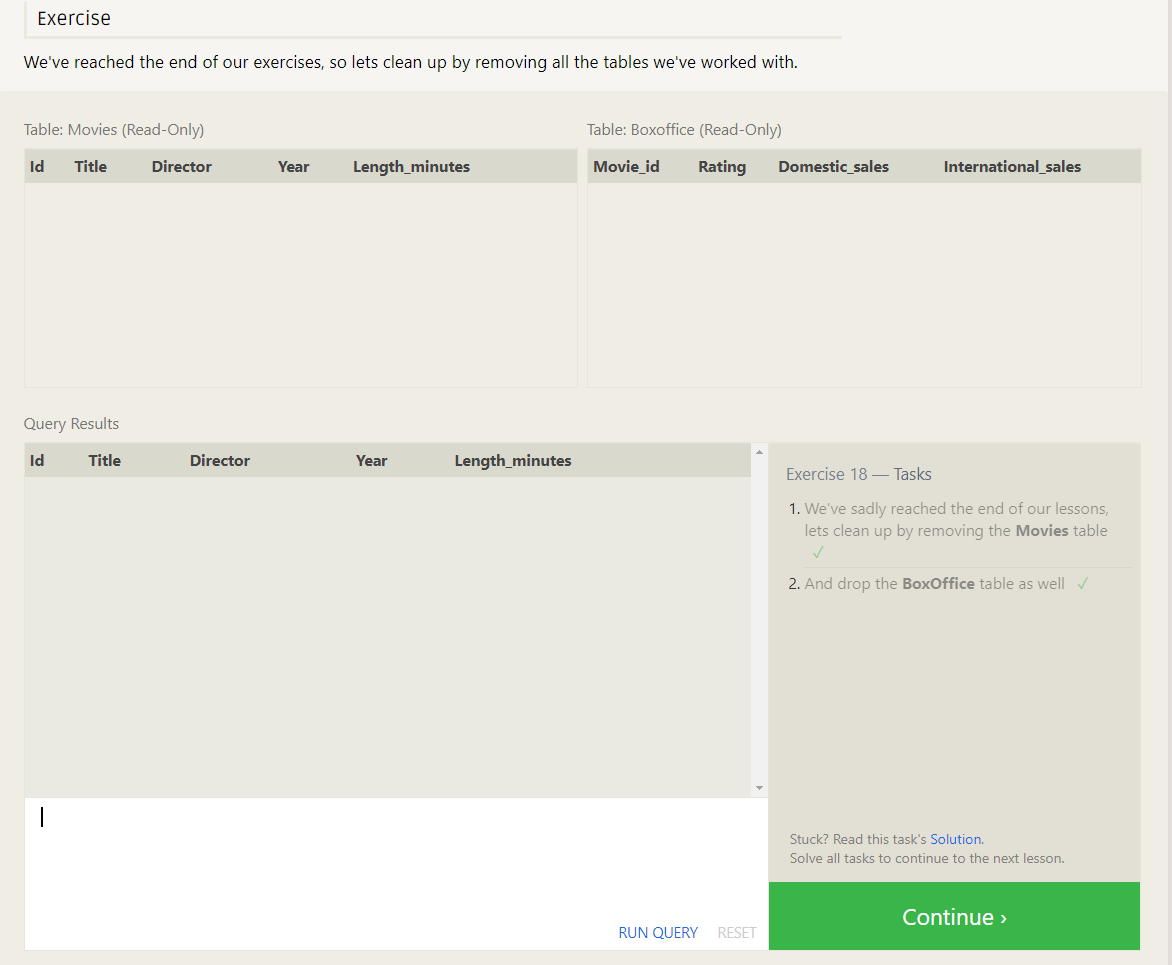 Exercise
We've reached the end of our exercises, so lets clean up by removing all the tables we've worked with.
Table: Movies (Read-Only)
Id Title Director Year Length_minutes
Table: Boxoffice (Read-Only)
Movie_id Rating Domestic_sales International_sales
Query Results
Id Title Director Year Length_minutes
Exercise 18 — Tasks
1. We've sadly reached the end of our lessons,
lets clean up by removing the Movies table
✓
2. And drop the BoxOffice table as well ✓
Stuck? Read this task's Solution.
Solve all tasks to continue to the next lesson.
RUN QUERY RESET
Continue ›